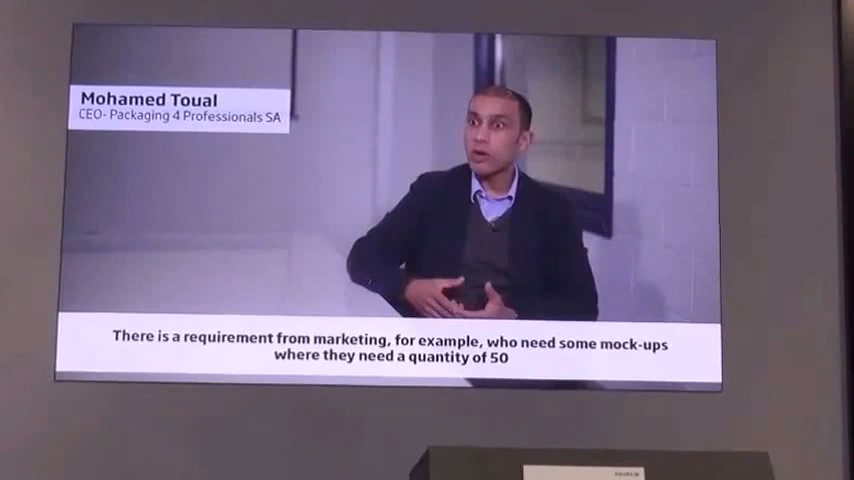 Mohamed Toual
CEO- Packaging 4 Professionals SA
There is a requirement from marketing, for example, who need some mock-ups
where they need a quantity of 50